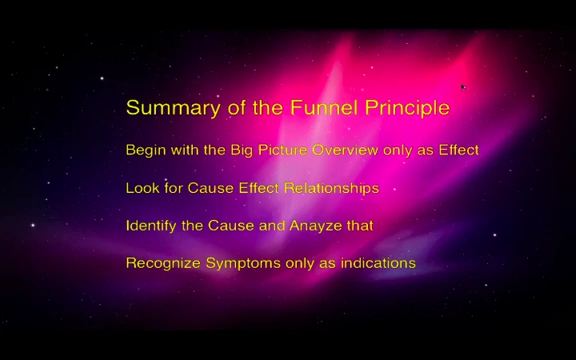 Summary of the Funnel Principle
Begin with the Big Picture Overview only as Effect
Look for Cause Effect Relationships
Identify the Cause and Anayze that
Recognize Symptoms only as indications